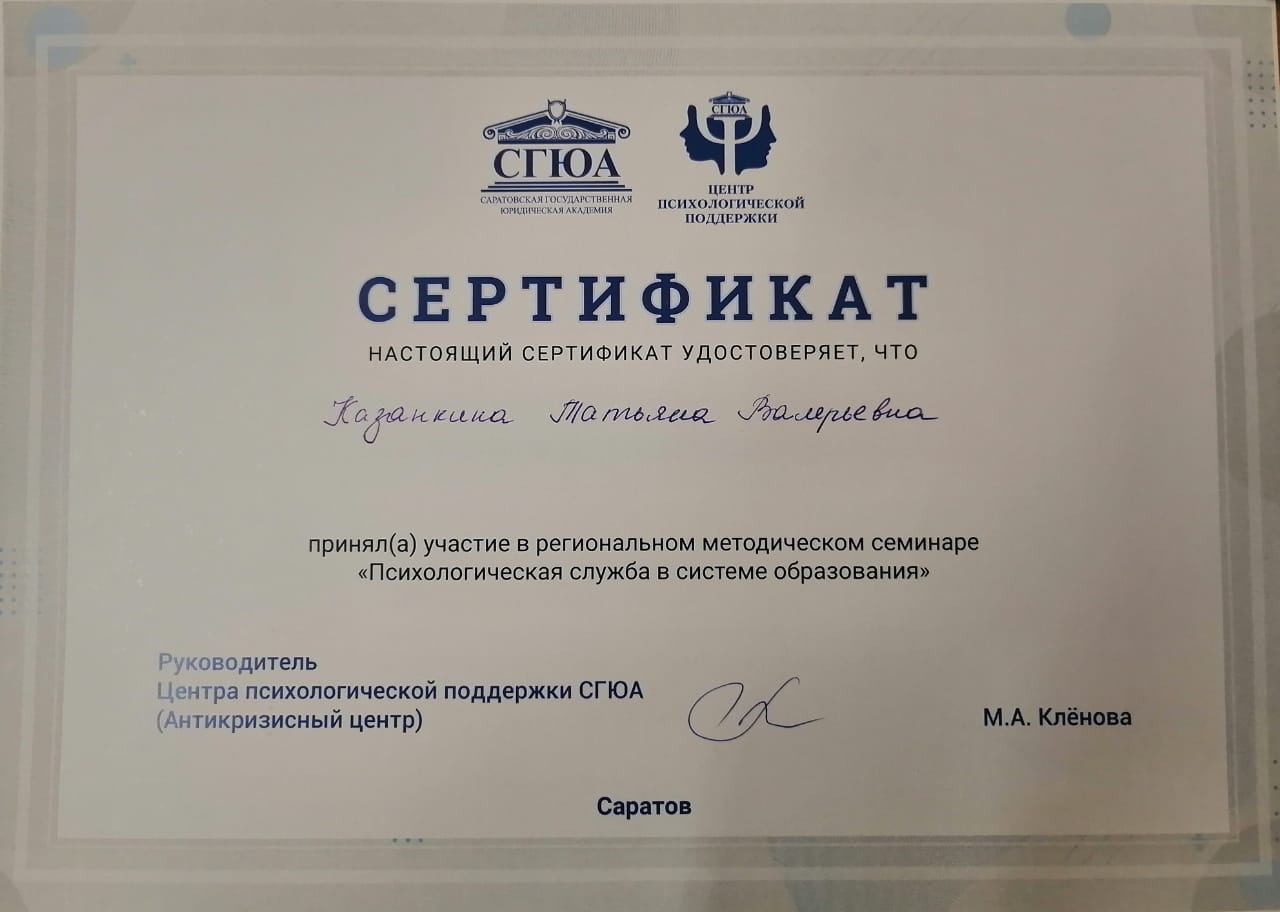 СГЮА
САРАТОВСКАЯ ГОСУДАРСТВЕННАЯ
ЮРИДИЧЕСКАЯ АКАДЕМИЯ
СГЮА
ЦЕНТР
ПСИХОЛОГИЧЕСКОЙ
ПОДДЕРЖКИ
СЕРТИФИКАТ
НАСТОЯЩИЙ СЕРТИФИКАТ УДОСТОВЕРЯЕТ, ЧТО
Казанкина Татьяна Валерьевна
принял(а) участие в региональном методическом семинаре
«Психологическая служба в системе образования»
Руководитель
Центра психологической поддержки СГЮА
(Антикризисный центр)
М.А. Клёнова
Саратов